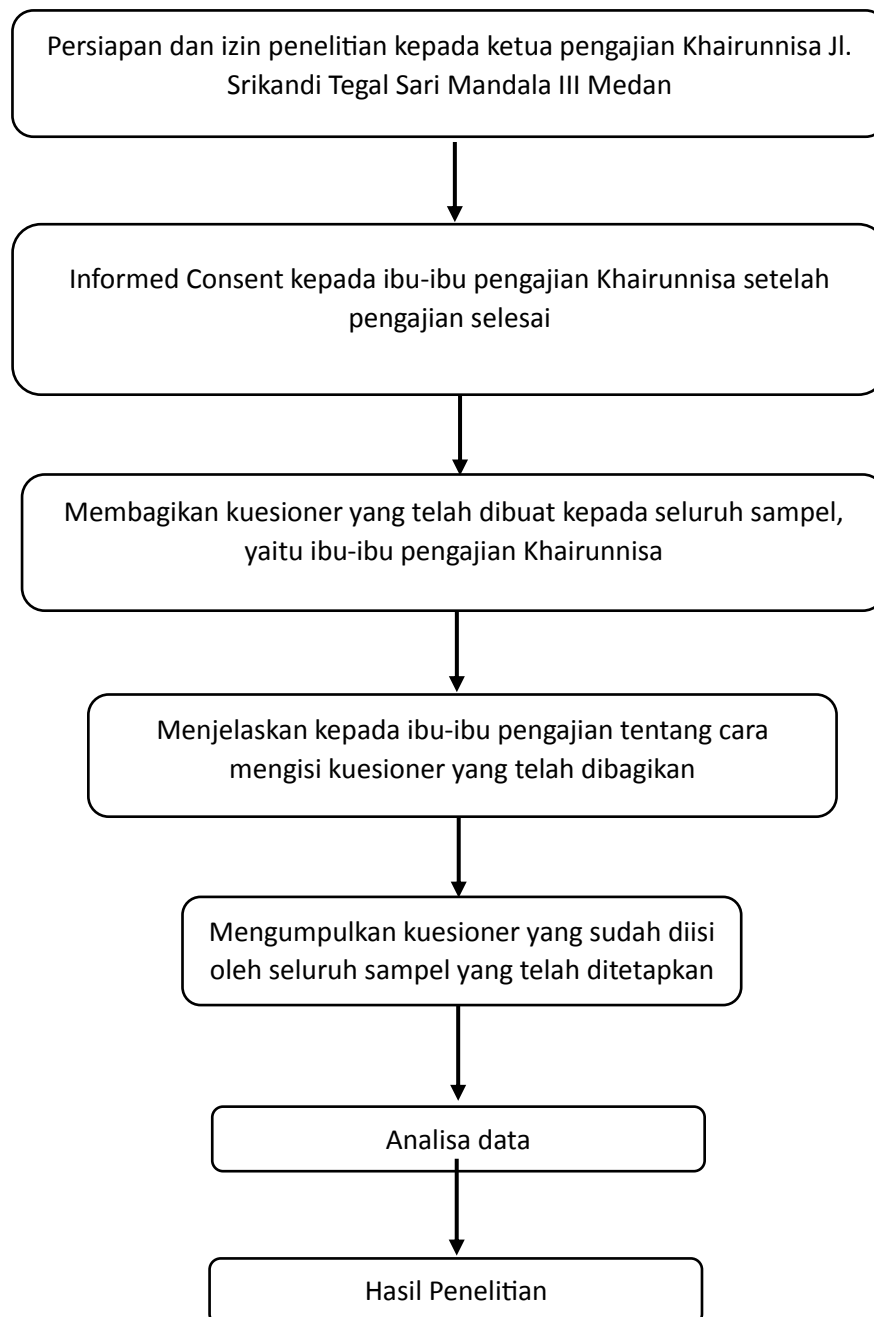 Persiapan dan izin penelitian kepada ketua pengajian Khairunnisa Jl.
Srikandi Tegal Sari Mandala III Medan
Informed Consent kepada ibu-ibu pengajian Khairunnisa setelah
pengajian selesai
Membagikan kuesioner yang telah dibuat kepada seluruh sampel,
yaitu ibu-ibu pengajian Khairunnisa
Menjelaskan kepada ibu-ibu pengajian tentang cara
mengisi kuesioner yang telah dibagikan
Mengumpulkan kuesioner yang sudah diisi
oleh seluruh sampel yang telah ditetapkan
Analisa data
Hasil Penelitian